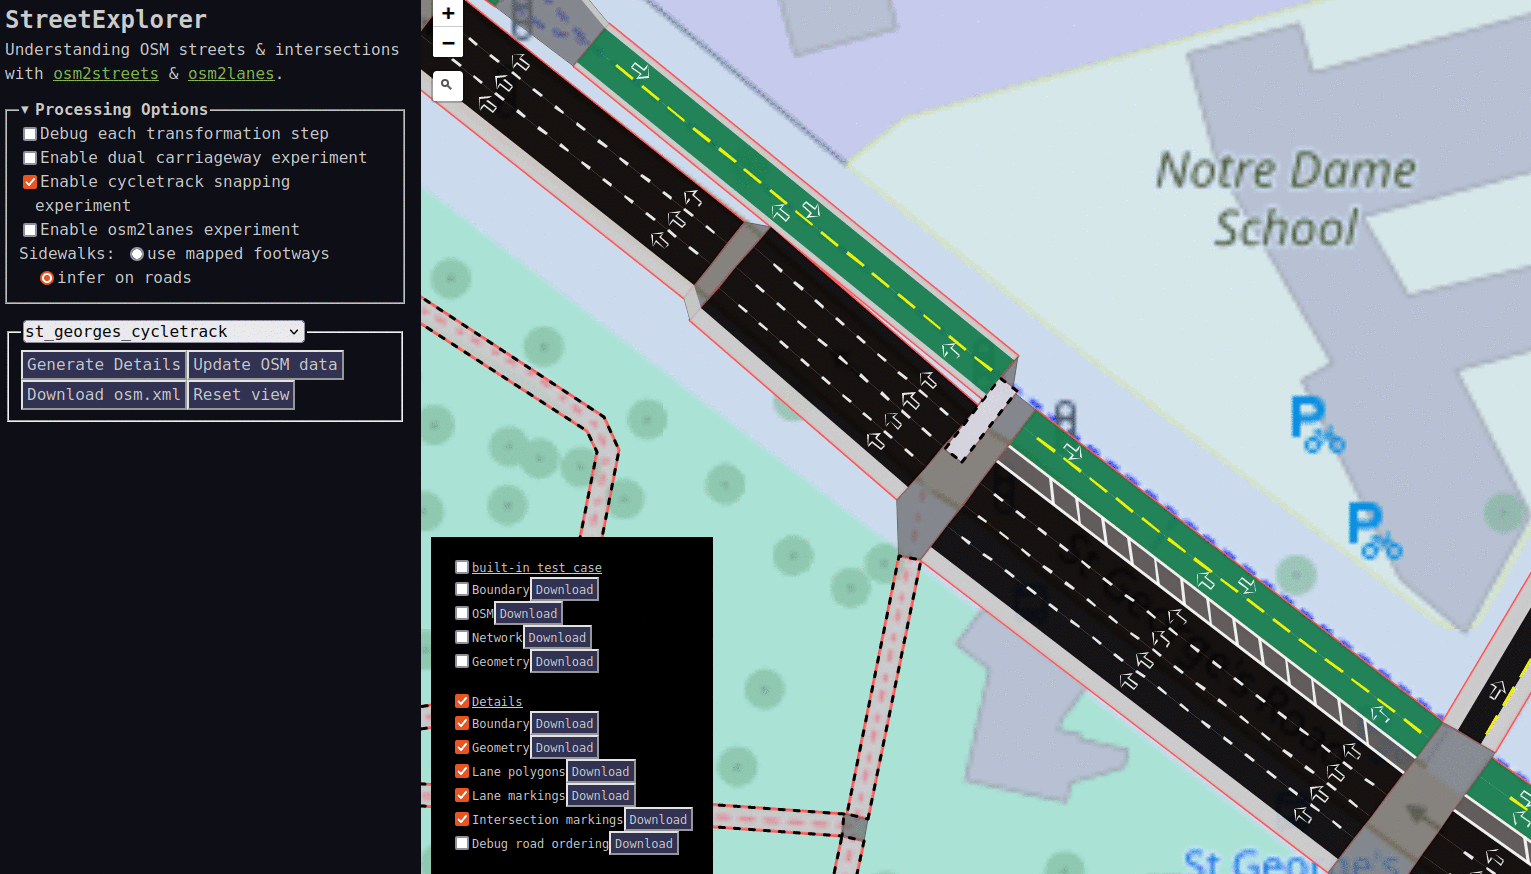 StreetExplorer
Understanding OSM streets & intersections
with osm2streets & osm2lanes.
▼ Processing Options
Debug each transformation step
Enable dual carriageway experiment
Enable cycletrack snapping
experiment
Enable osm2lanes experiment
Sidewalks: use mapped footways
infer on roads
st_georges_cycletrack
Generate Details Update OSM data
Download osm.xml Reset view
+
−
Notre Dame
School
P
P
St George's Road
St George's
built-in test case
Boundary Download
OSM Download
Network Download
Geometry Download
Details
Boundary Download
Geometry Download
Lane polygons Download
Lane markings Download
Intersection markings Download
Debug road ordering Download